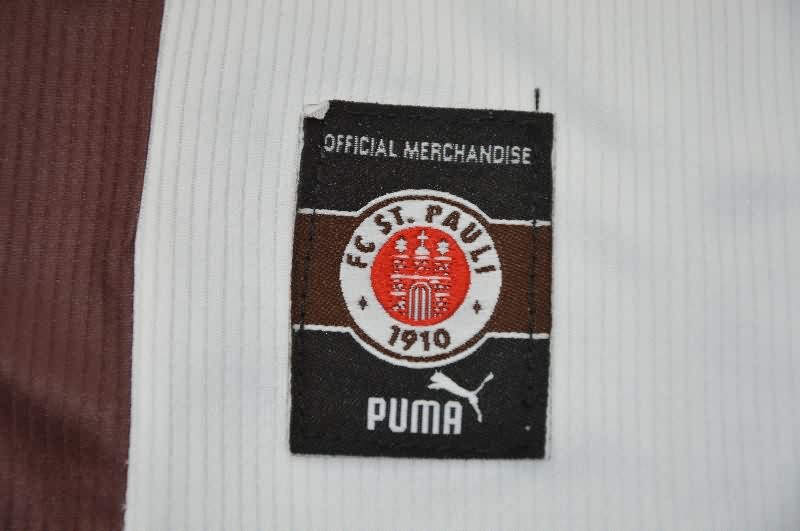 OFFICIAL MERCHANDISE
FC ST. PAULI
1910
PUMA